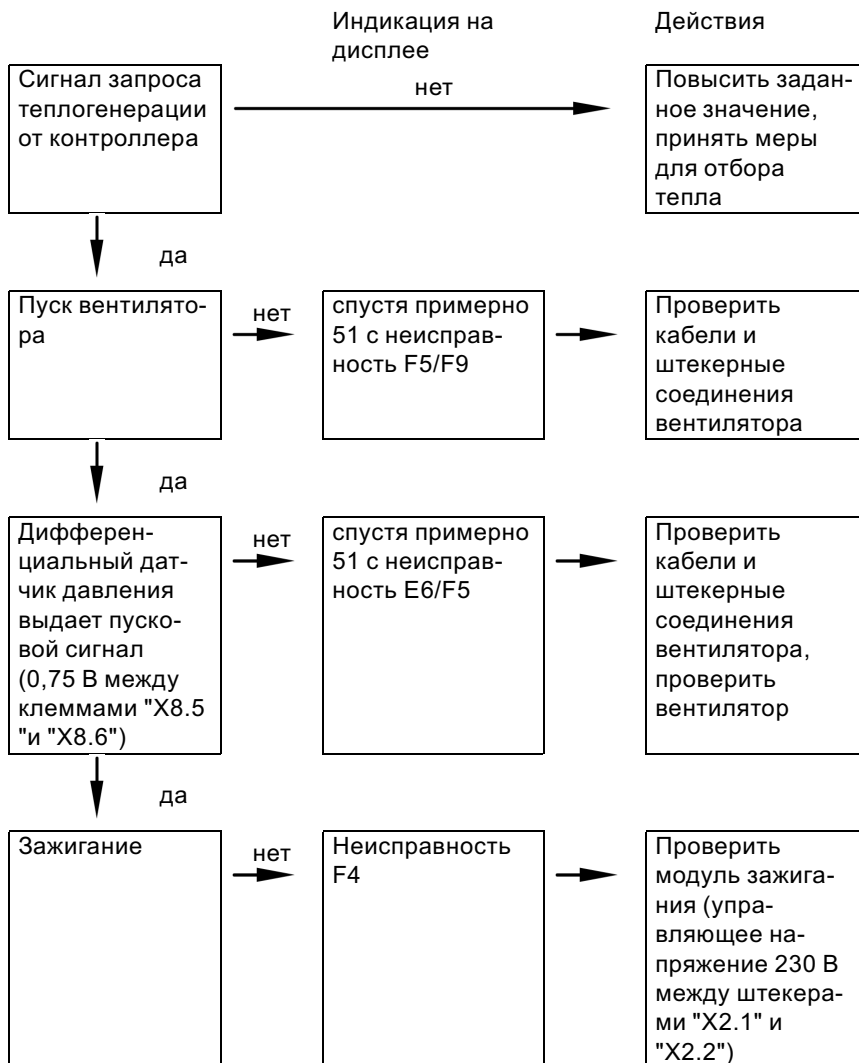 Индикация на
дисплее
Действия
Сигнал запроса
теплогенерации
от контроллера
нет
Повысить задан-
ное значение,
принять меры
для отбора
тепла
да
Пуск вентилято-
ра
нет
спустя примерно
51 с неисправ-
ность F5/F9
Проверить
кабели и
штекерные
соединения
вентилятора
да
Дифферен-
циальный дат-
чик давления
выдает пуско-
вой сигнал
(0,75 В между
клеммами "X8.5
"и "X8.6")
нет
спустя примерно
51 с неисправ-
ность E6/F5
Проверить
кабели и
штекерные
соединения
вентилятора,
проверить
вентилятор
да
Зажигание
нет
Неисправность
F4
Проверить
модуль зажига-
ния (упра-
вляющее на-
пряжение 230 В
между штекера-
ми "X2.1" и
"X2.2")